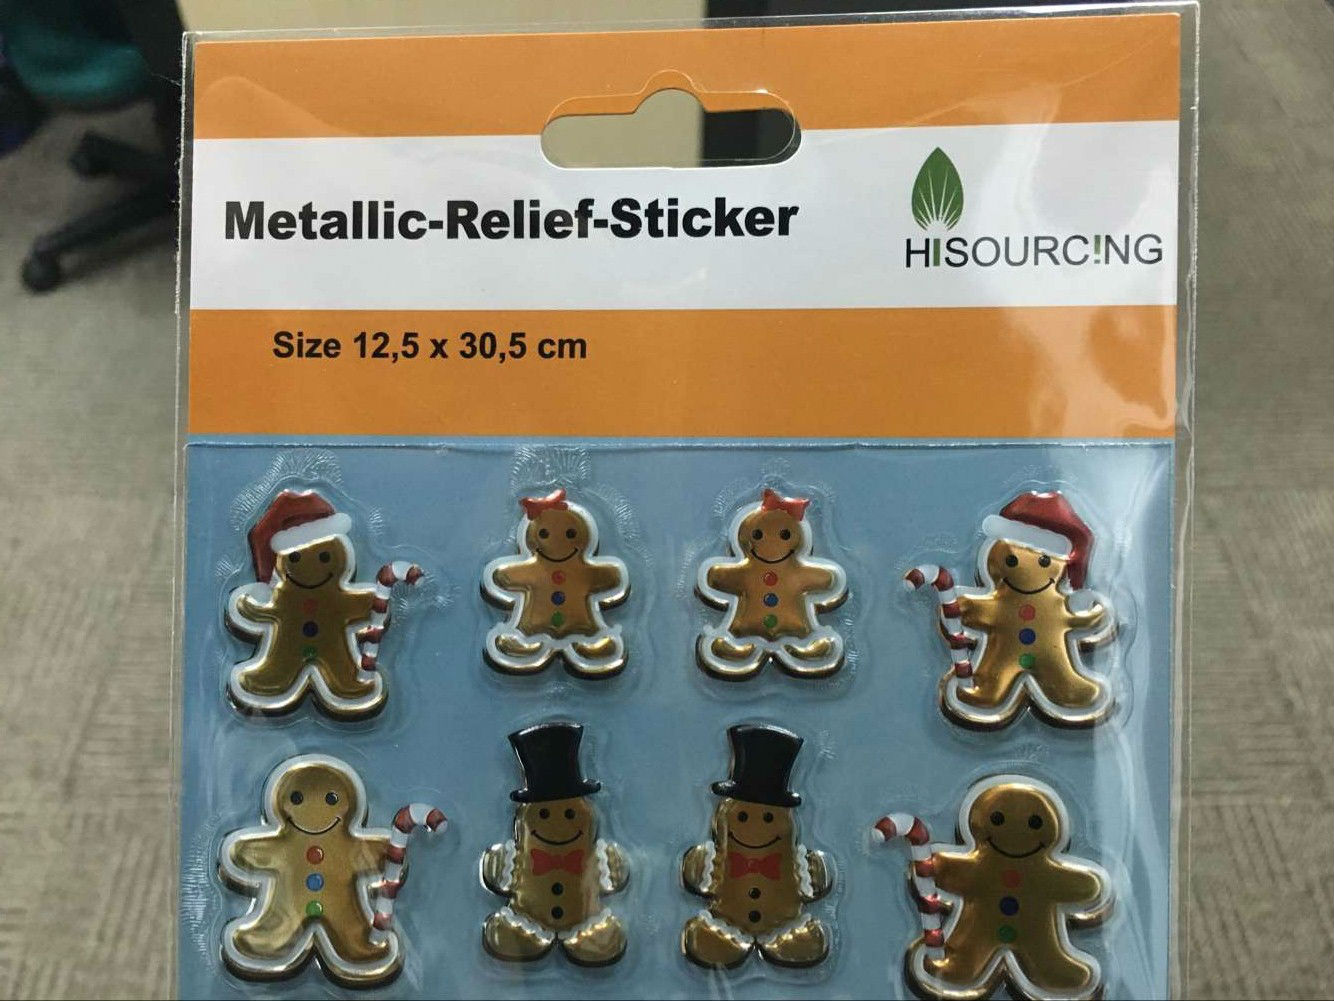 Metallic-Relief-Sticker
HISOURC!NG
Size 12,5 x 30,5 cm